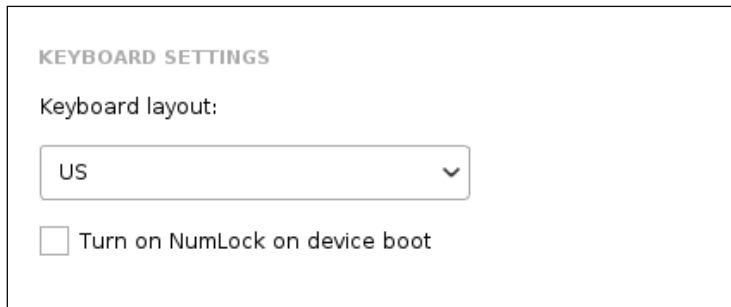 KEYBOARD SETTINGS
Keyboard layout:
US
Turn on NumLock on device boot